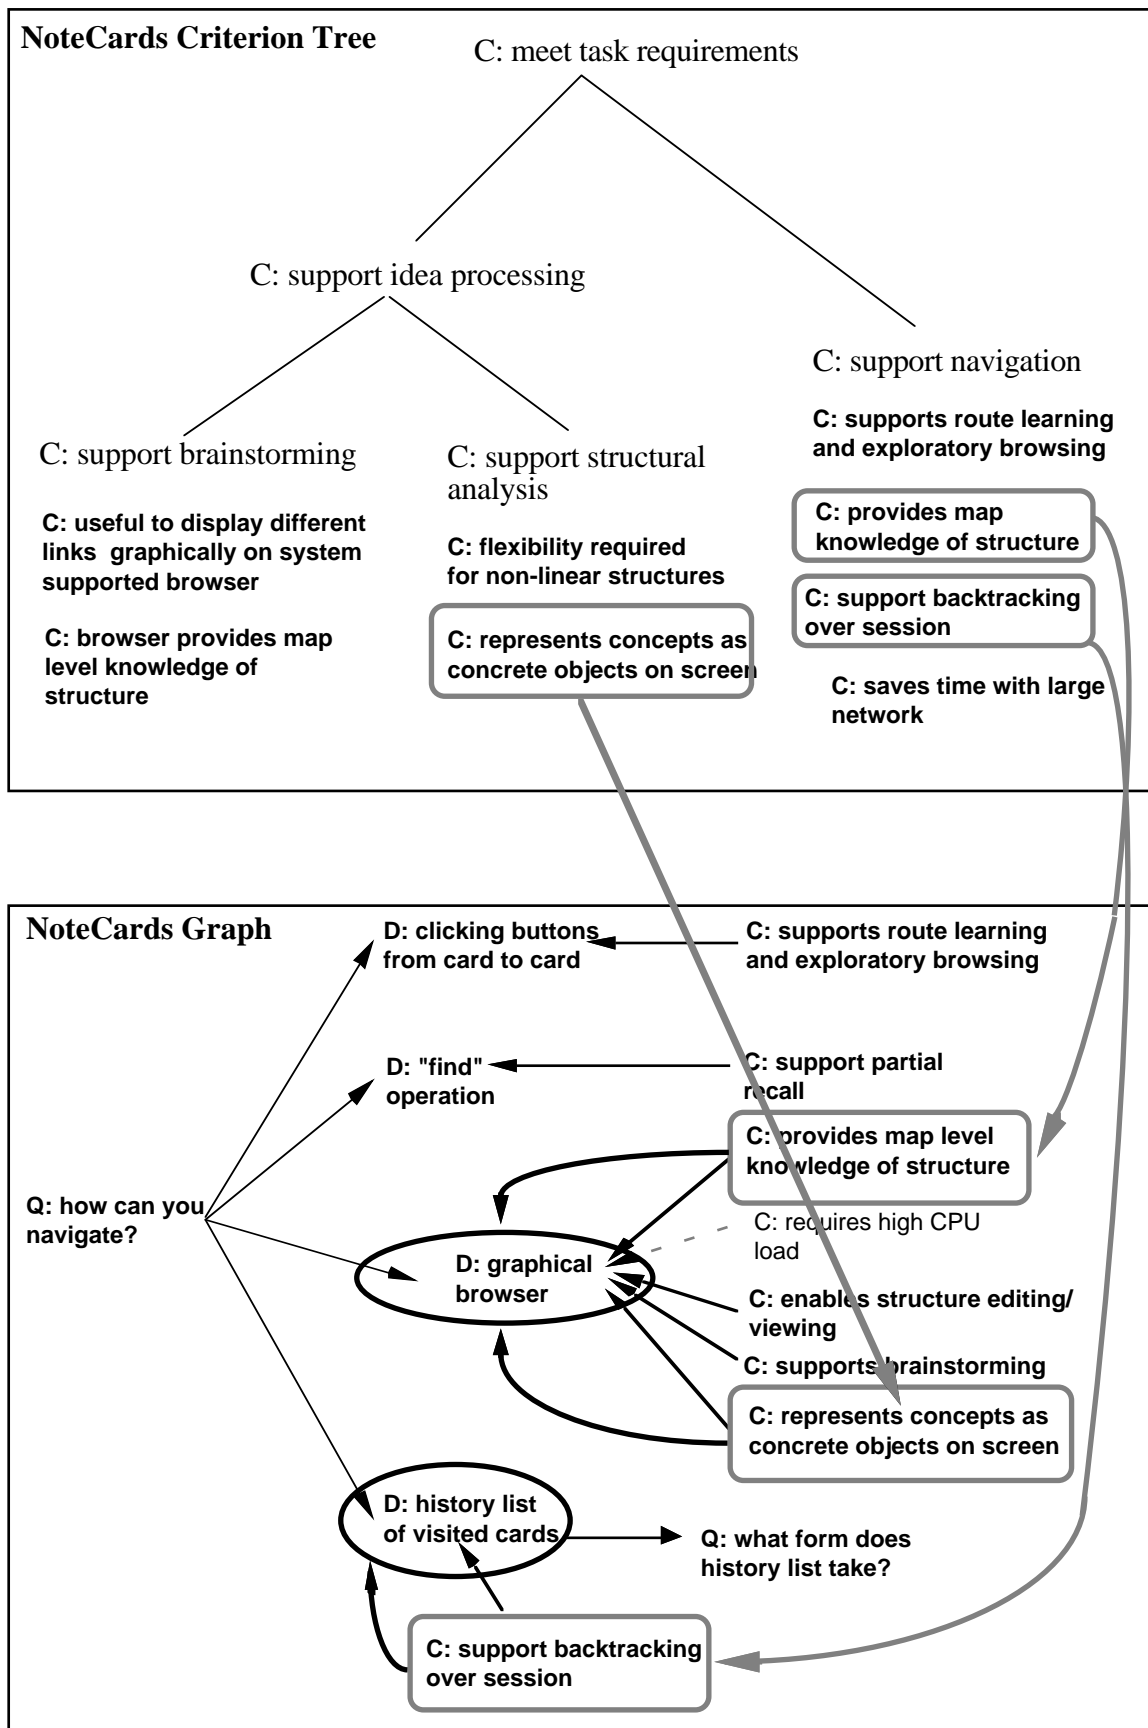 NoteCards Criterion Tree
C: meet task requirements
C: support idea processing
C: support navigation
C: supports route learning
and exploratory browsing
C: support brainstorming
C: support structural
analysis
C: provides map
knowledge of structure
C: useful to display different
links graphically on system
supported browser
C: flexibility required
for non-linear structures
C: support backtracking
over session
C: browser provides map
level knowledge of
structure
C: represents concepts as
concrete objects on screen
C: saves time with large
network
NoteCards Graph
D: clicking buttons
from card to card
C: supports route learning
and exploratory browsing
D: "find"
operation
C: support partial
recall
C: provides map level
knowledge of structure
Q: how can you
navigate?
C: requires high CPU
load
D: graphical
browser
C: enables structure editing/
viewing
C: supports brainstorming
C: represents concepts as
concrete objects on screen
D: history list
of visited cards
Q: what form does
history list take?
C: support backtracking
over session